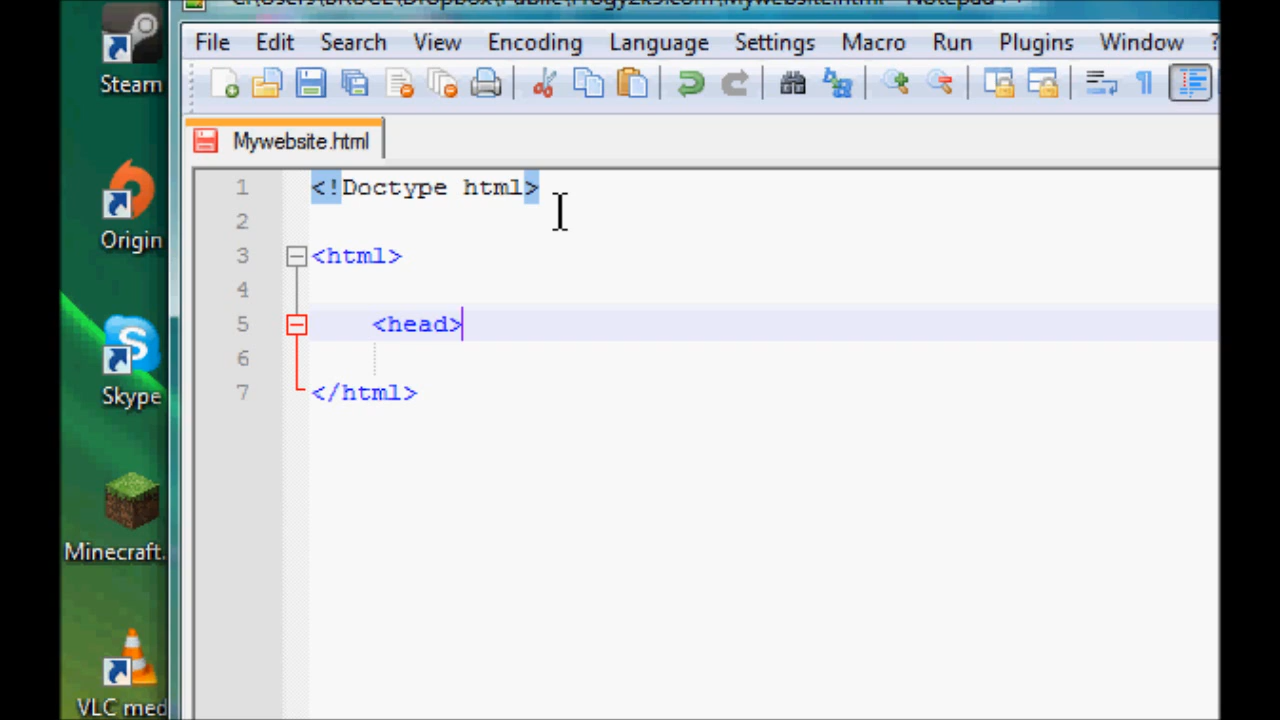 File Edit Search View Encoding Language Settings Macro Run Plugins Window ?
Mywebsite.html
1 <!Doctype html>
2
3 <html>
4
5 <head>
6
7 </html>
Steam
Origin
Skype
Minecraft.
VLC med